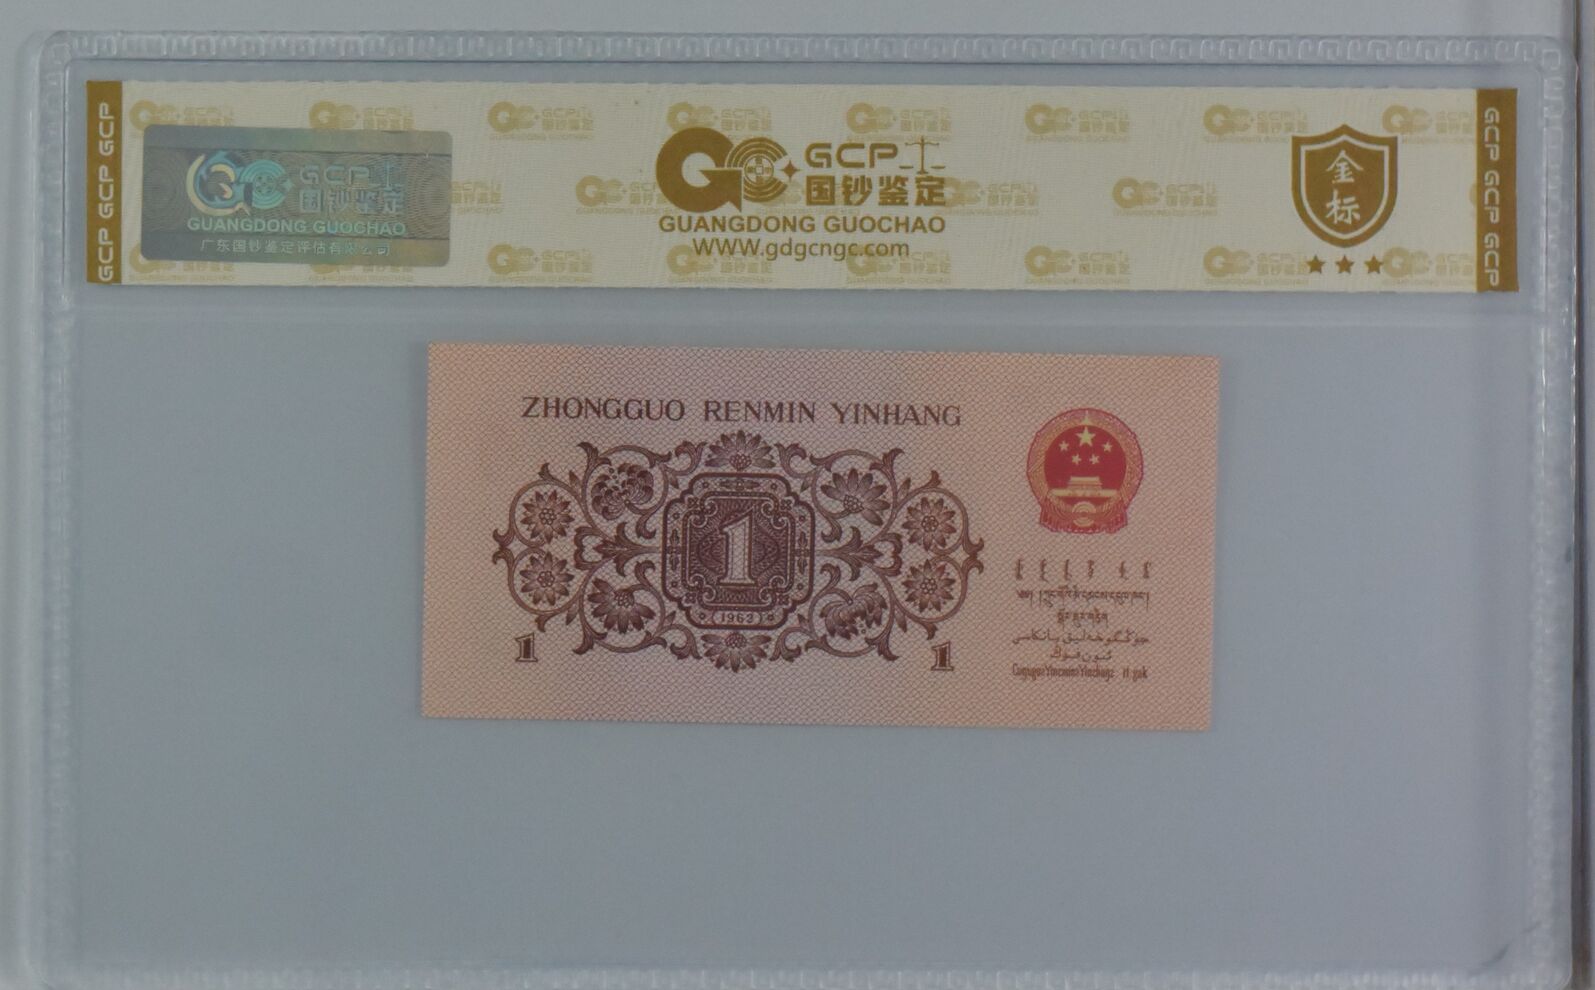 GCP GCP GCP
GCP
国钞鉴定
GUANGDONG GUOCHAO
广东国钞鉴定评估有限公司
GCP
国钞鉴定
GUANGDONG GUOCHAO
WWW.gdgcngc.com
金
标
GCP GCP GCP
ZHONGGUO RENMIN YINHANG
1
(1962)
1
1